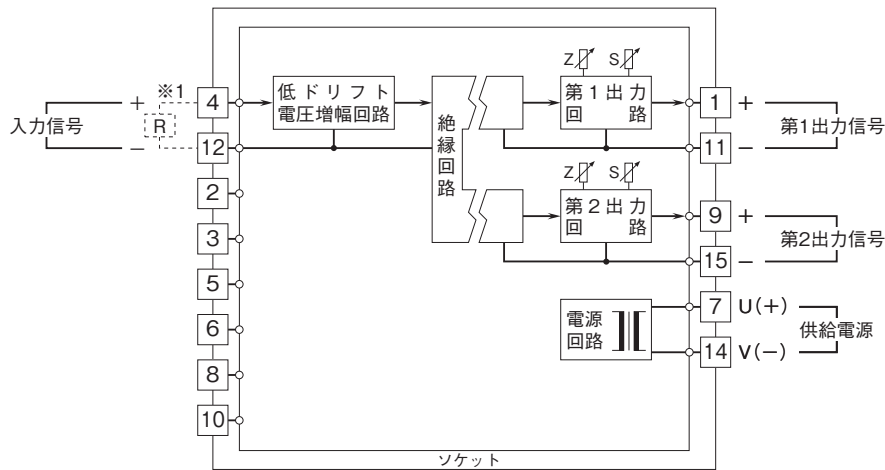 入力信号
+
−
※1
R
4
12
2
3
5
6
8
10
低ドリフト
電圧増幅回路
絶縁回路
Z
S
第1出力
回路
Z
S
第2出力
回路
電源
回路
1
+
11
−
第1出力信号
9
+
15
−
第2出力信号
7
U(+)
14
V(−)
供給電源
ソケット